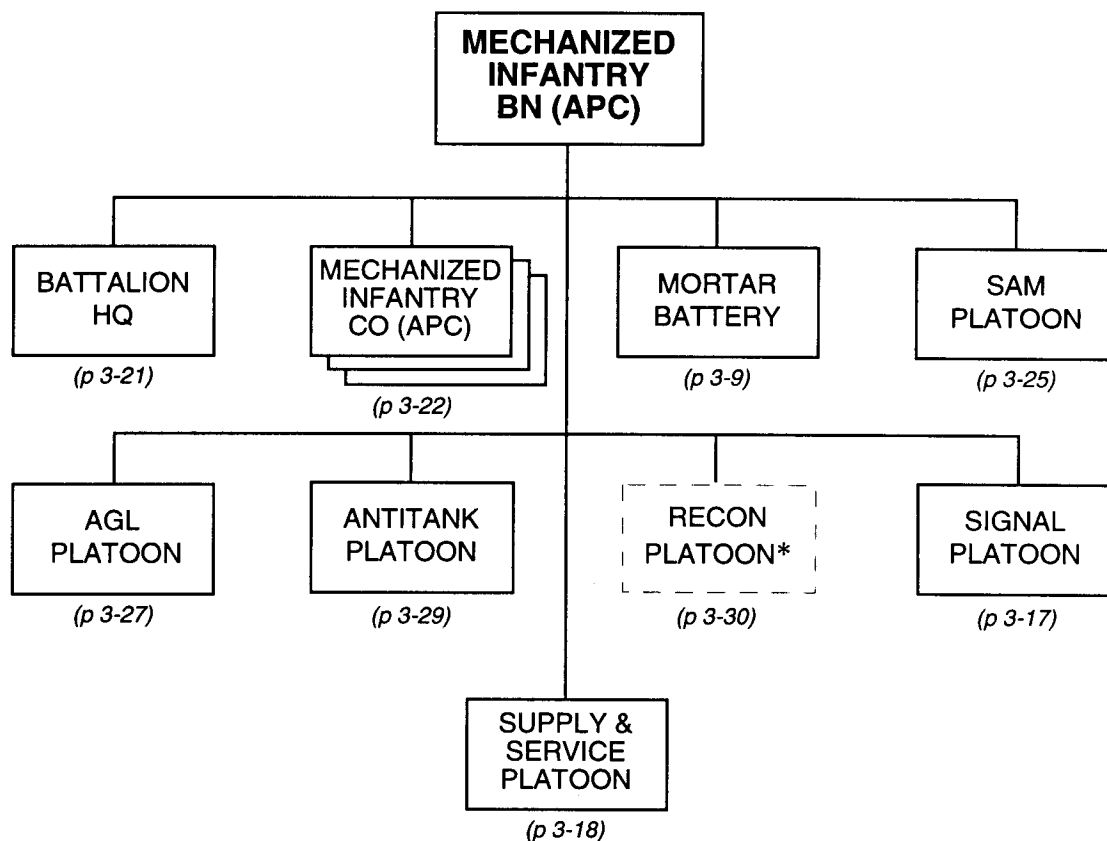 MECHANIZED
INFANTRY
BN (APC)
BATTALION
HQ
(p 3-21)
MECHANIZED
INFANTRY
CO (APC)
(p 3-22)
MORTAR
BATTERY
(p 3-9)
SAM
PLATOON
(p 3-25)
AGL
PLATOON
(p 3-27)
ANTITANK
PLATOON
(p 3-29)
RECON
PLATOON*
(p 3-30)
SIGNAL
PLATOON
(p 3-17)
SUPPLY &
SERVICE
PLATOON
(p 3-18)